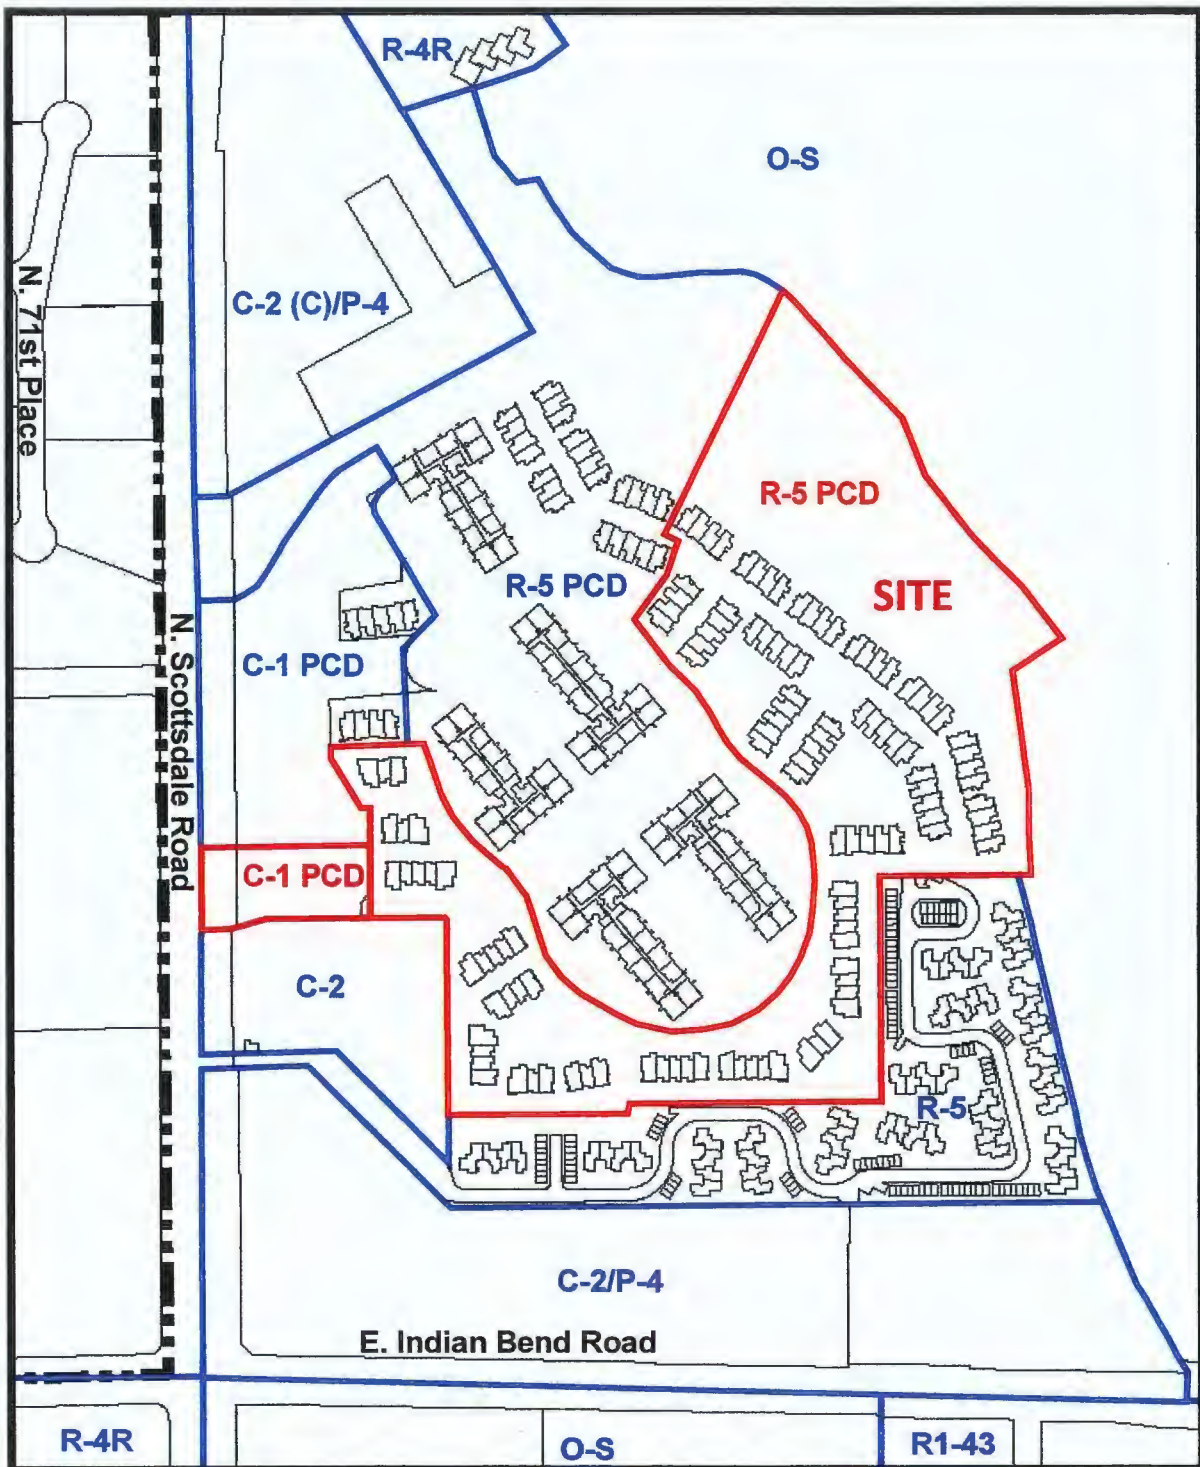 R-4R
O-S
C-2 (C)/P-4
N. 71st Place
R-5 PCD
SITE
R-5 PCD
N. Scottsdale Road
C-1 PCD
C-1 PCD
C-2
R-5
C-2/P-4
E. Indian Bend Road
R-4R
O-S
R1-43